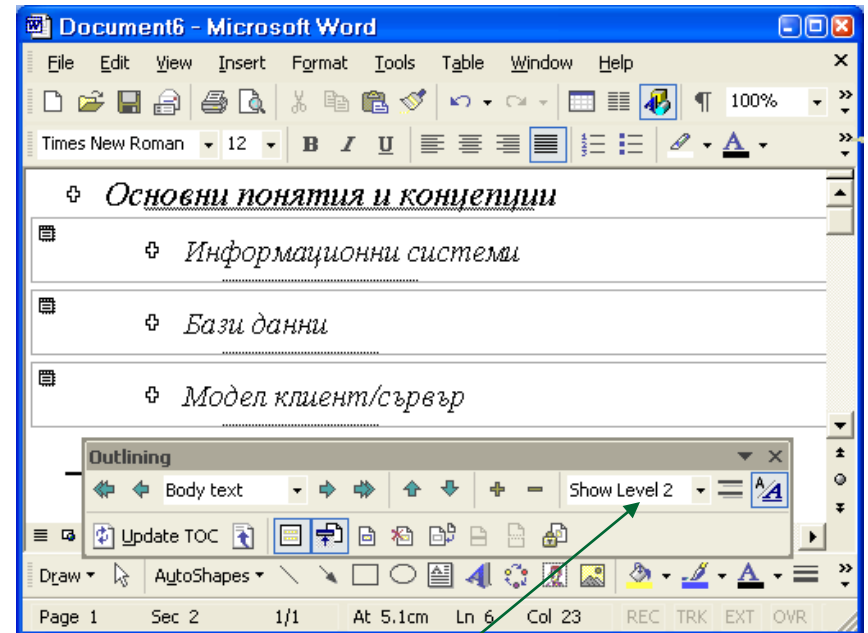 Document6 - Microsoft Word
File Edit View Insert Format Tools Table Window Help
100%
Times New Roman 12 B I U A
Основни понятия и концепции
Информационни системи
Бази данни
Модел клиент/сървър
Outlining
Body text Show Level 2
Update TOC
Draw AutoShapes
Page 1 Sec 2 1/1 At 5.1cm Ln 6 Col 23 REC TRK EXT OVR